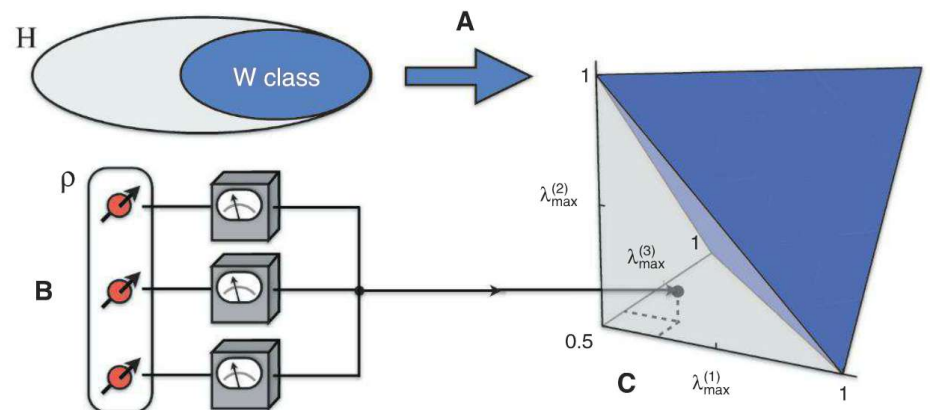 H
W class
A
ρ
B
1
λ(2)max
λ(3)max
1
0.5
C
λ(1)max
1